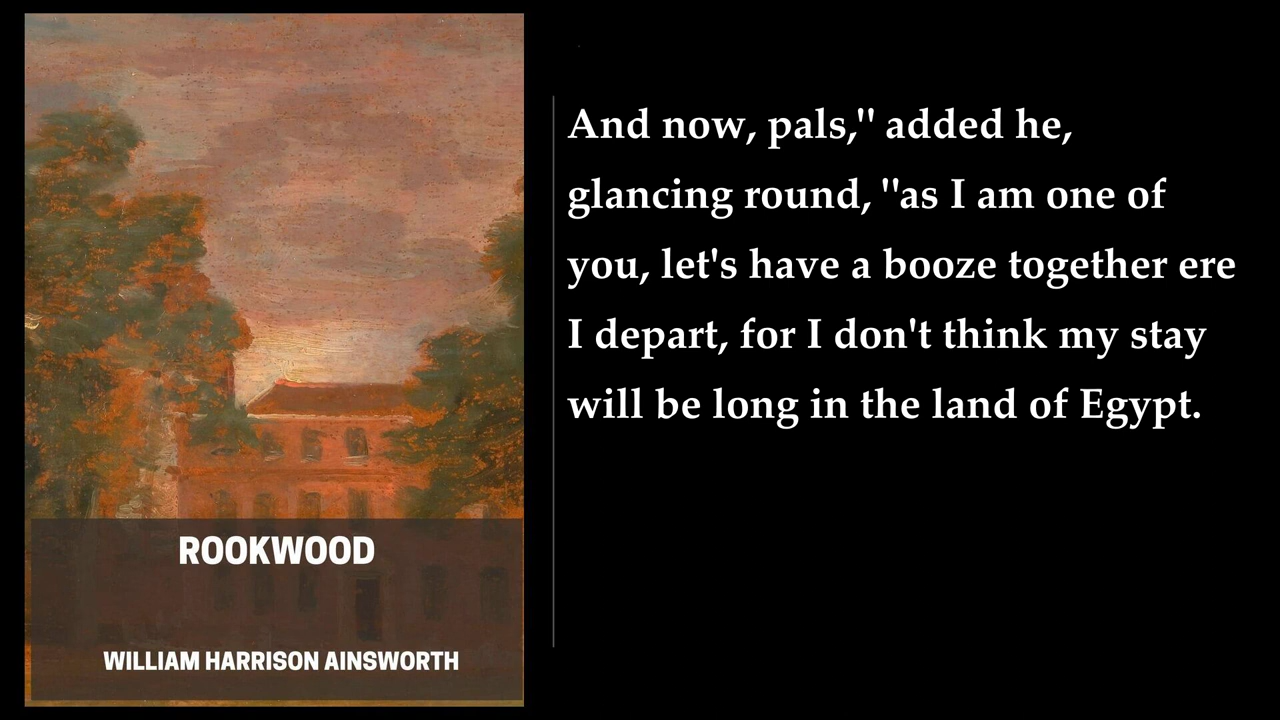 And now, pals," added he,
glancing round, "as I am one of
you, let's have a booze together ere
I depart, for I don't think my stay
will be long in the land of Egypt.
ROOKWOOD
WILLIAM HARRISON AINSWORTH